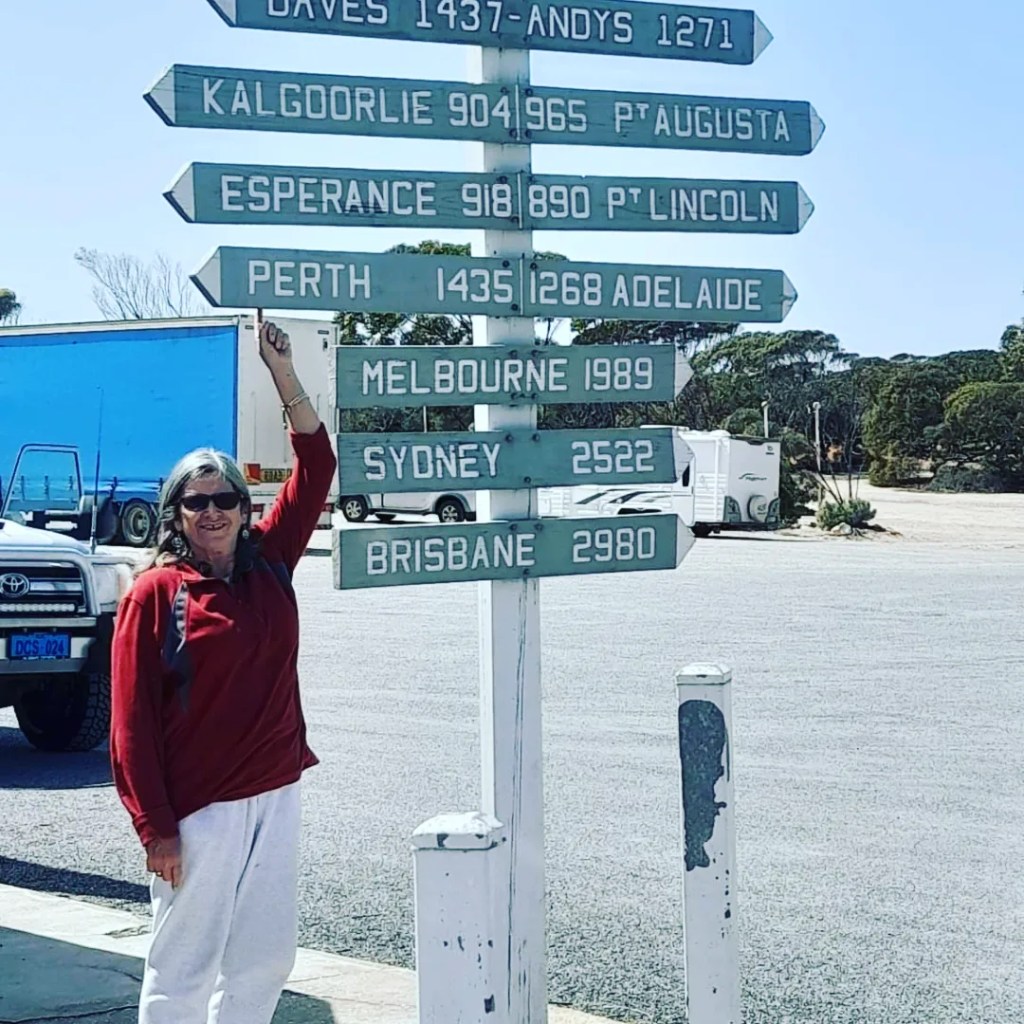 DAVES 1437-ANDYS 1271
KALGOORLIE 904 965 PT AUGUSTA
ESPERANCE 918 890 PT LINCOLN
PERTH 1435 1268 ADELAIDE
MELBOURNE 1989
SYDNEY 2522
BRISBANE 2980
DCS·024